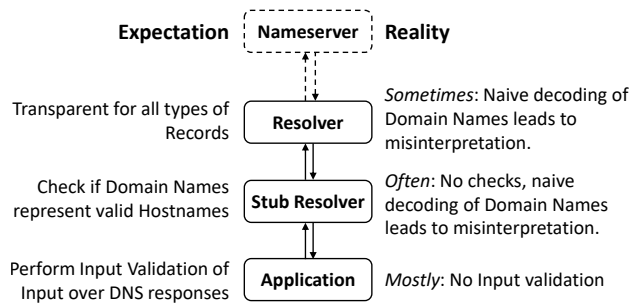 Expectation
Nameserver
Reality
Transparent for all types of
Records
Resolver
Sometimes: Naive decoding of
Domain Names leads to
misinterpretation.
Check if Domain Names
represent valid Hostnames
Stub Resolver
Often: No checks, naive
decoding of Domain Names
leads to misinterpretation.
Perform Input Validation of
Input over DNS responses
Application
Mostly: No Input validation